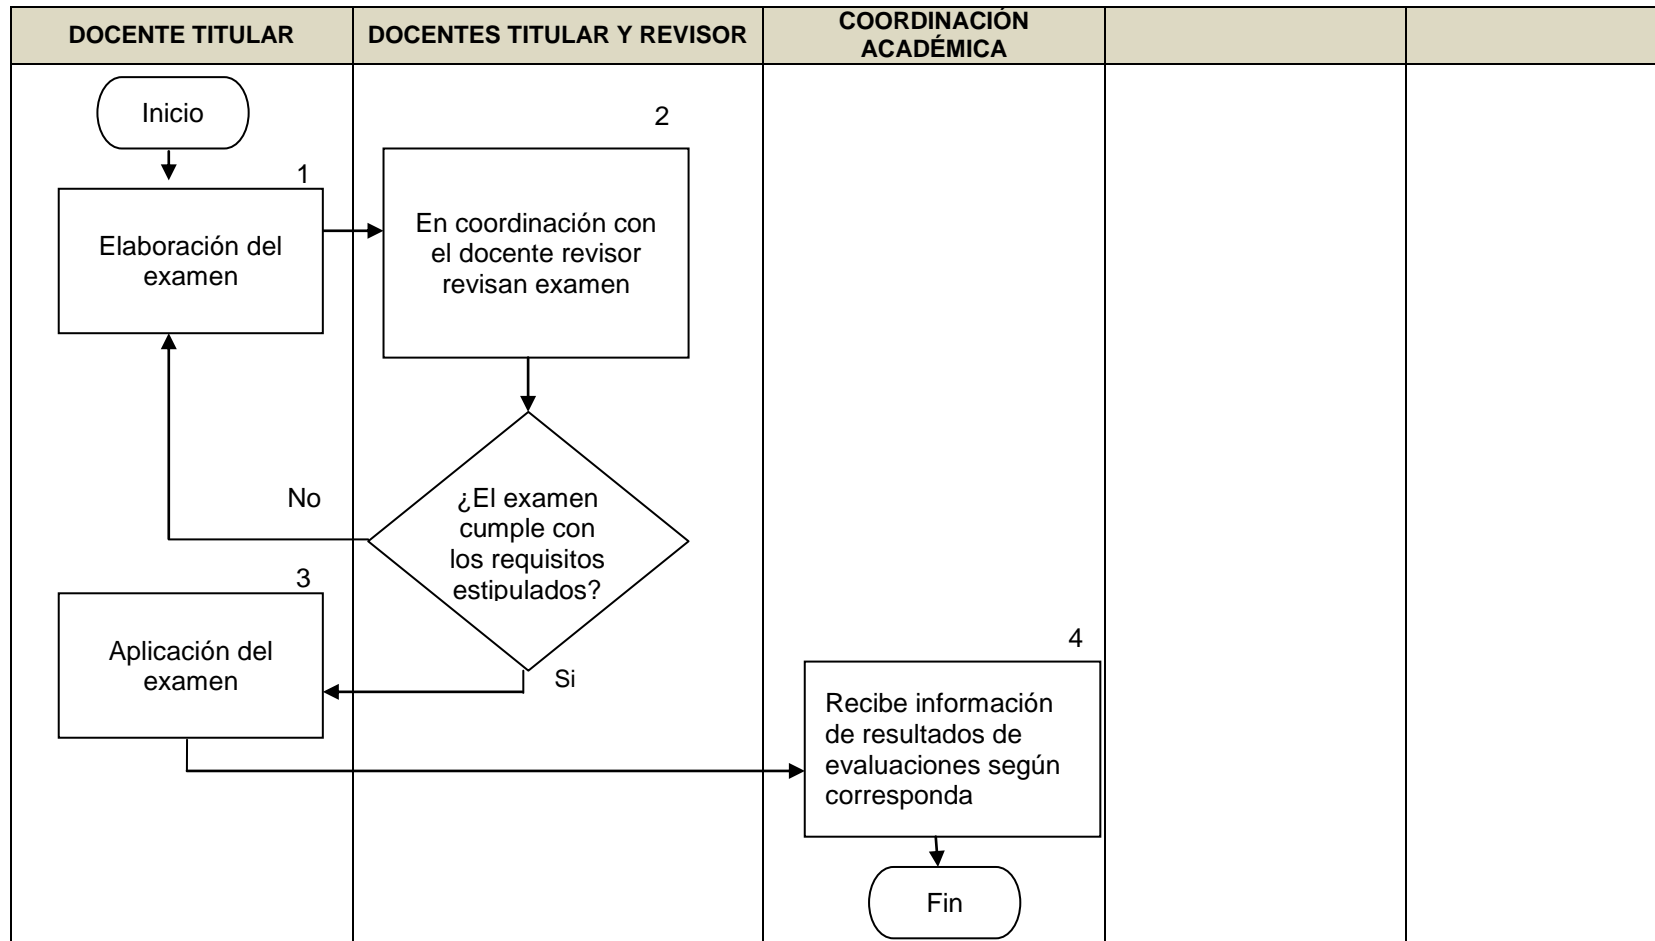 DOCENTE TITULAR
DOCENTES TITULAR Y REVISOR
COORDINACIÓN
ACADÉMICA
Inicio
1
Elaboración del
examen
2
En coordinación con
el docente revisor
revisan examen
No
¿El examen
cumple con
los requisitos
estipulados?
Si
3
Aplicación del
examen
4
Recibe información
de resultados de
evaluaciones según
corresponda
Fin